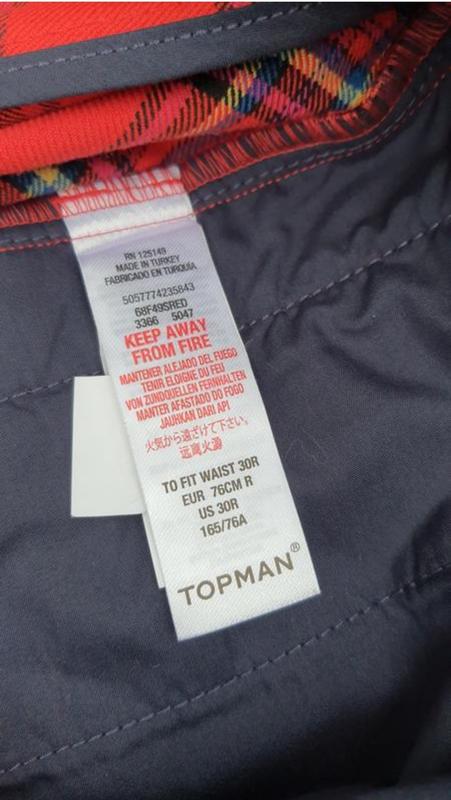 RN 125149
MADE IN TURKEY
FABRICADO EN TURQUÍA
5057774235843
68F49SRED
3366 5047
KEEP AWAY
FROM FIRE
MANTENER ALEJADO DEL FUEGO
TENIR ELOIGNE DU FEU
VON ZUNDQUELLEN FERNHALTEN
MANTER AFASTADO DO FOGO
JAUHKAN DARI API
火気から遠ざけて下さい。
远离火源
TO FIT WAIST 30R
EUR 76CM R
US 30R
165/76A
TOPMAN®